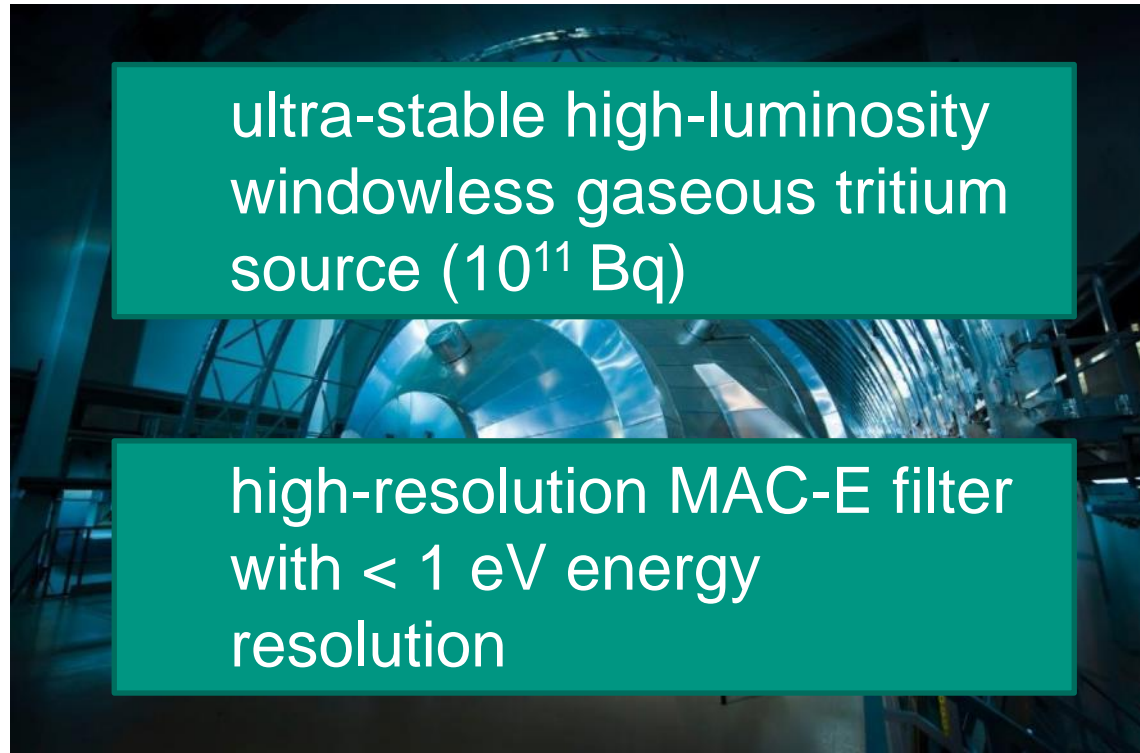 ultra-stable high-luminosity
windowless gaseous tritium
source (10¹¹ Bq)
high-resolution MAC-E filter
with < 1 eV energy
resolution